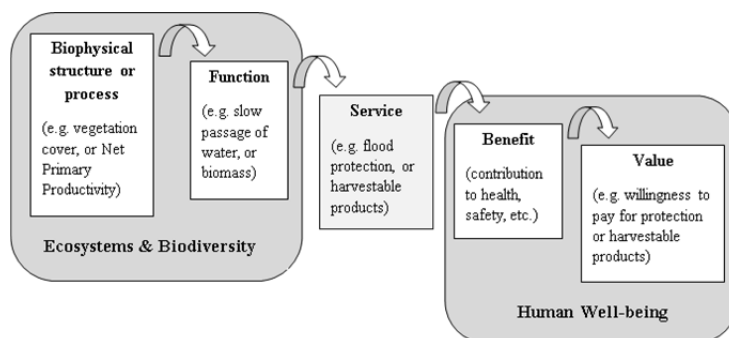 Biophysical
structure or
process
(e.g. vegetation
cover, or Net
Primary
Productivity)
Function
(e.g. slow
passage of
water, or
biomass)
Ecosystems & Biodiversity
Service
(e.g. flood
protection, or
harvestable
products)
Benefit
(contribution
to health,
safety, etc.)
Value
(e.g. willingness to
pay for protection
or harvestable
products)
Human Well-being